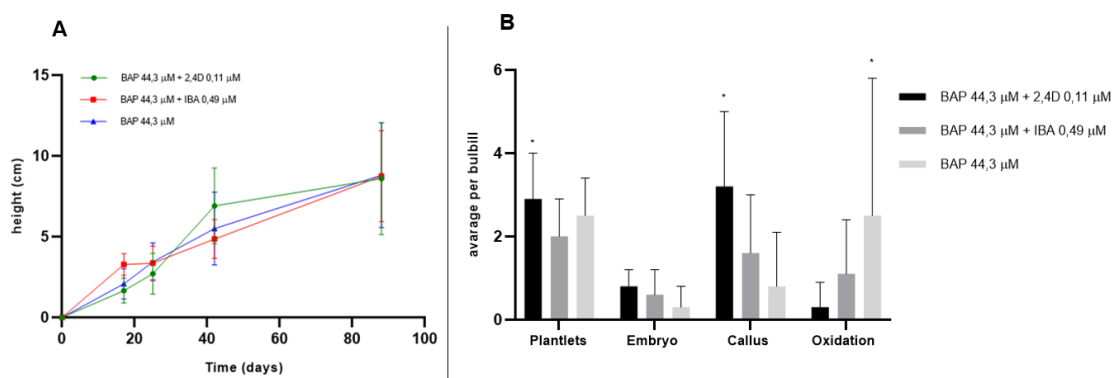 A
BAP 44,3 μM + 2,4D 0,11 μM
BAP 44,3 μM + IBA 0,49 μM
BAP 44,3 μM
15
10
5
0
height (cm)
0 20 40 60 80 100
Time (days)
B
6
4
2
0
avarage per bulbill
* * *
Plantlets Embryo Callus Oxidation
BAP 44,3 μM + 2,4D 0,11 μM
BAP 44,3 μM + IBA 0,49 μM
BAP 44,3 μM